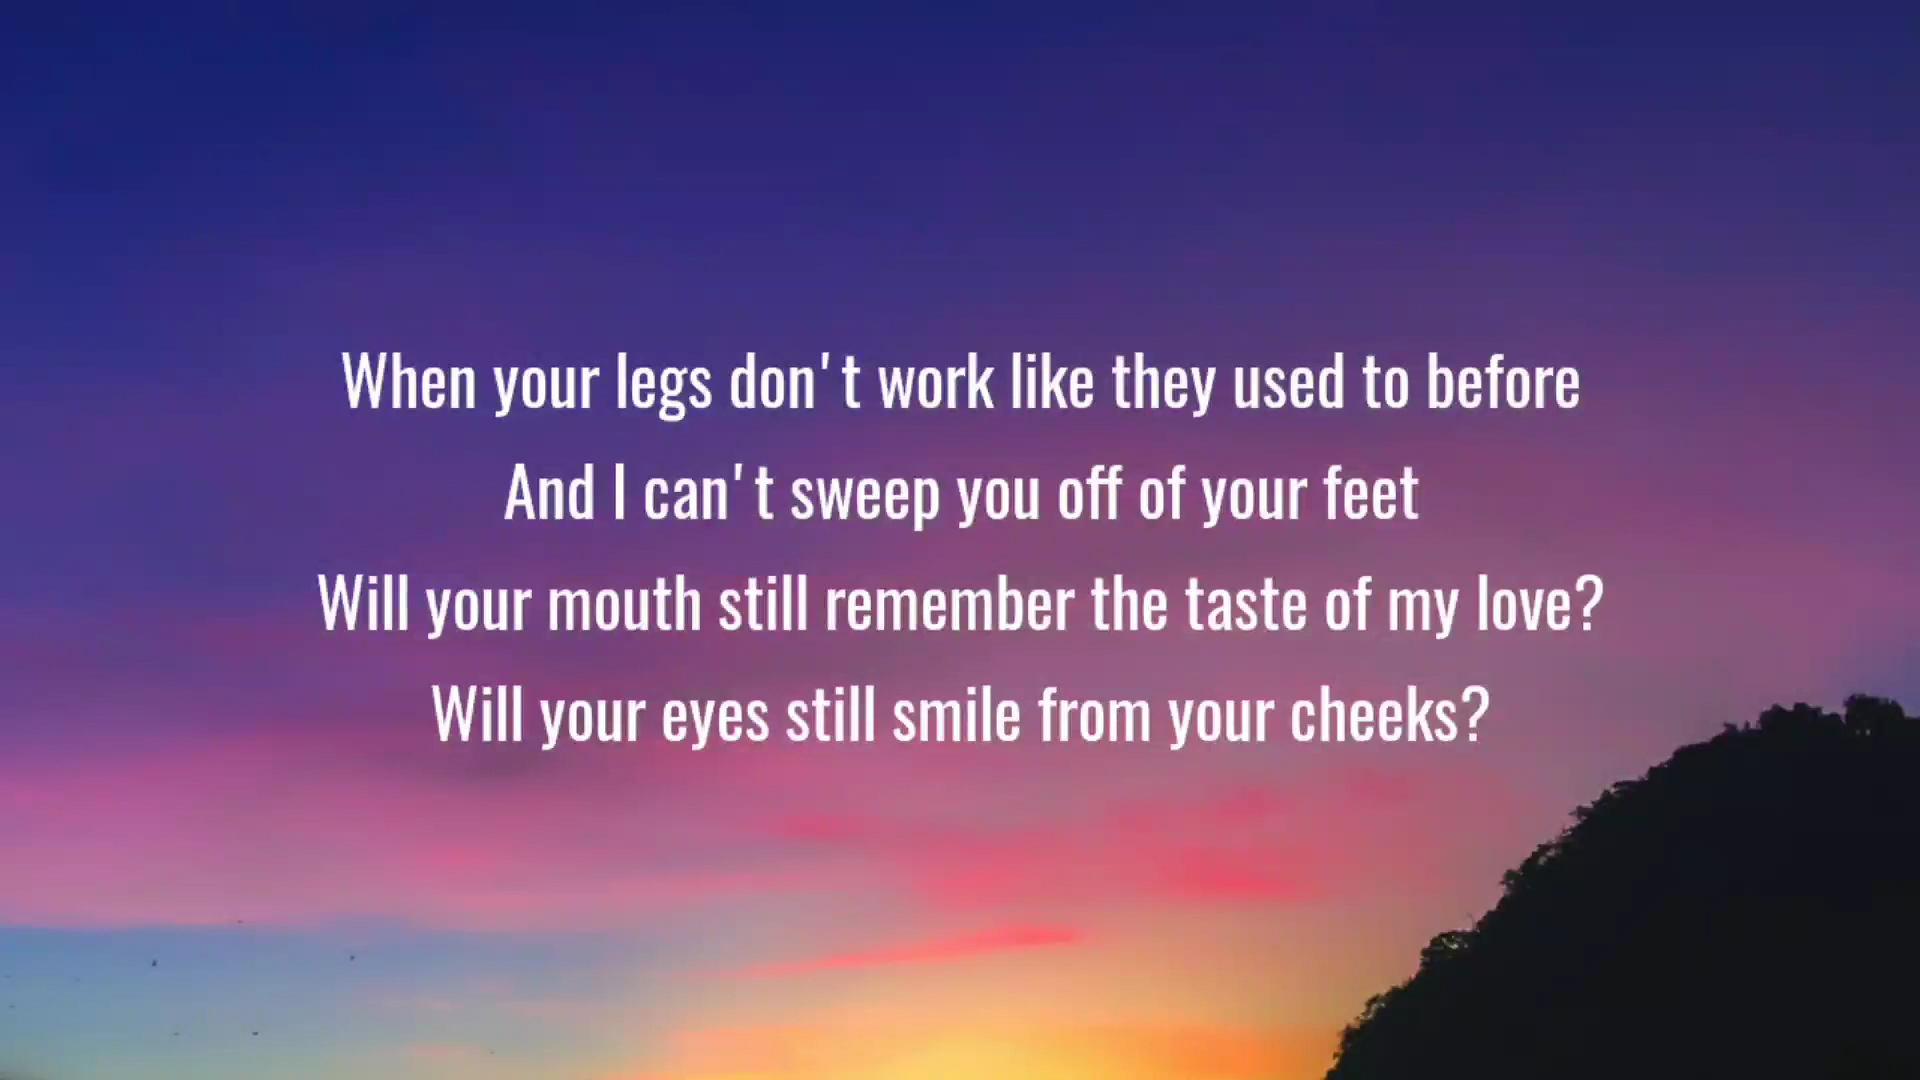 When your legs don't work like they used to before
And I can't sweep you off of your feet
Will your mouth still remember the taste of my love?
Will your eyes still smile from your cheeks?